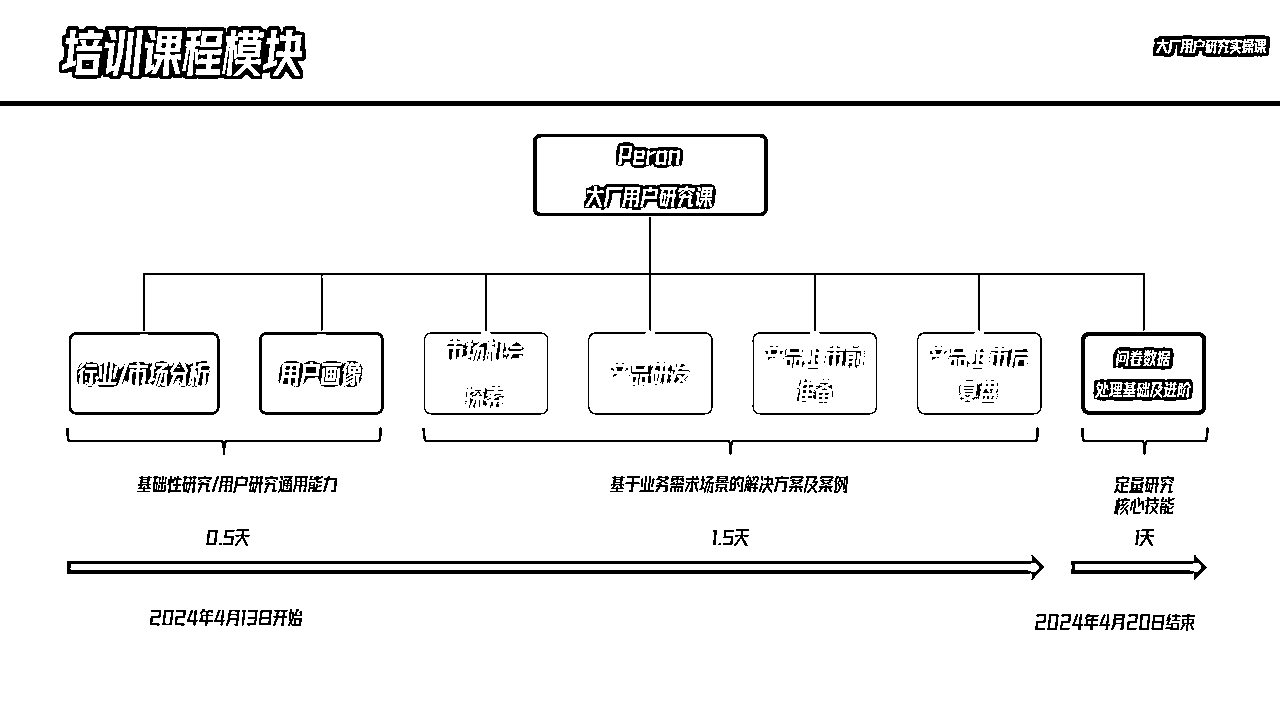 培训课程模块
大厂用户研究实操课
Peron
大厂用户研究课
行业/市场分析
用户画像
市场机会
探索
产品研发
产品上市前
准备
产品上市后
复盘
问卷数据
处理基础及进阶
基础性研究/用户研究通用能力
基于业务需求场景的解决方案及案例
定量研究
核心技能
0.5天
1.5天
1天
2024年4月13日开始
2024年4月20日结束